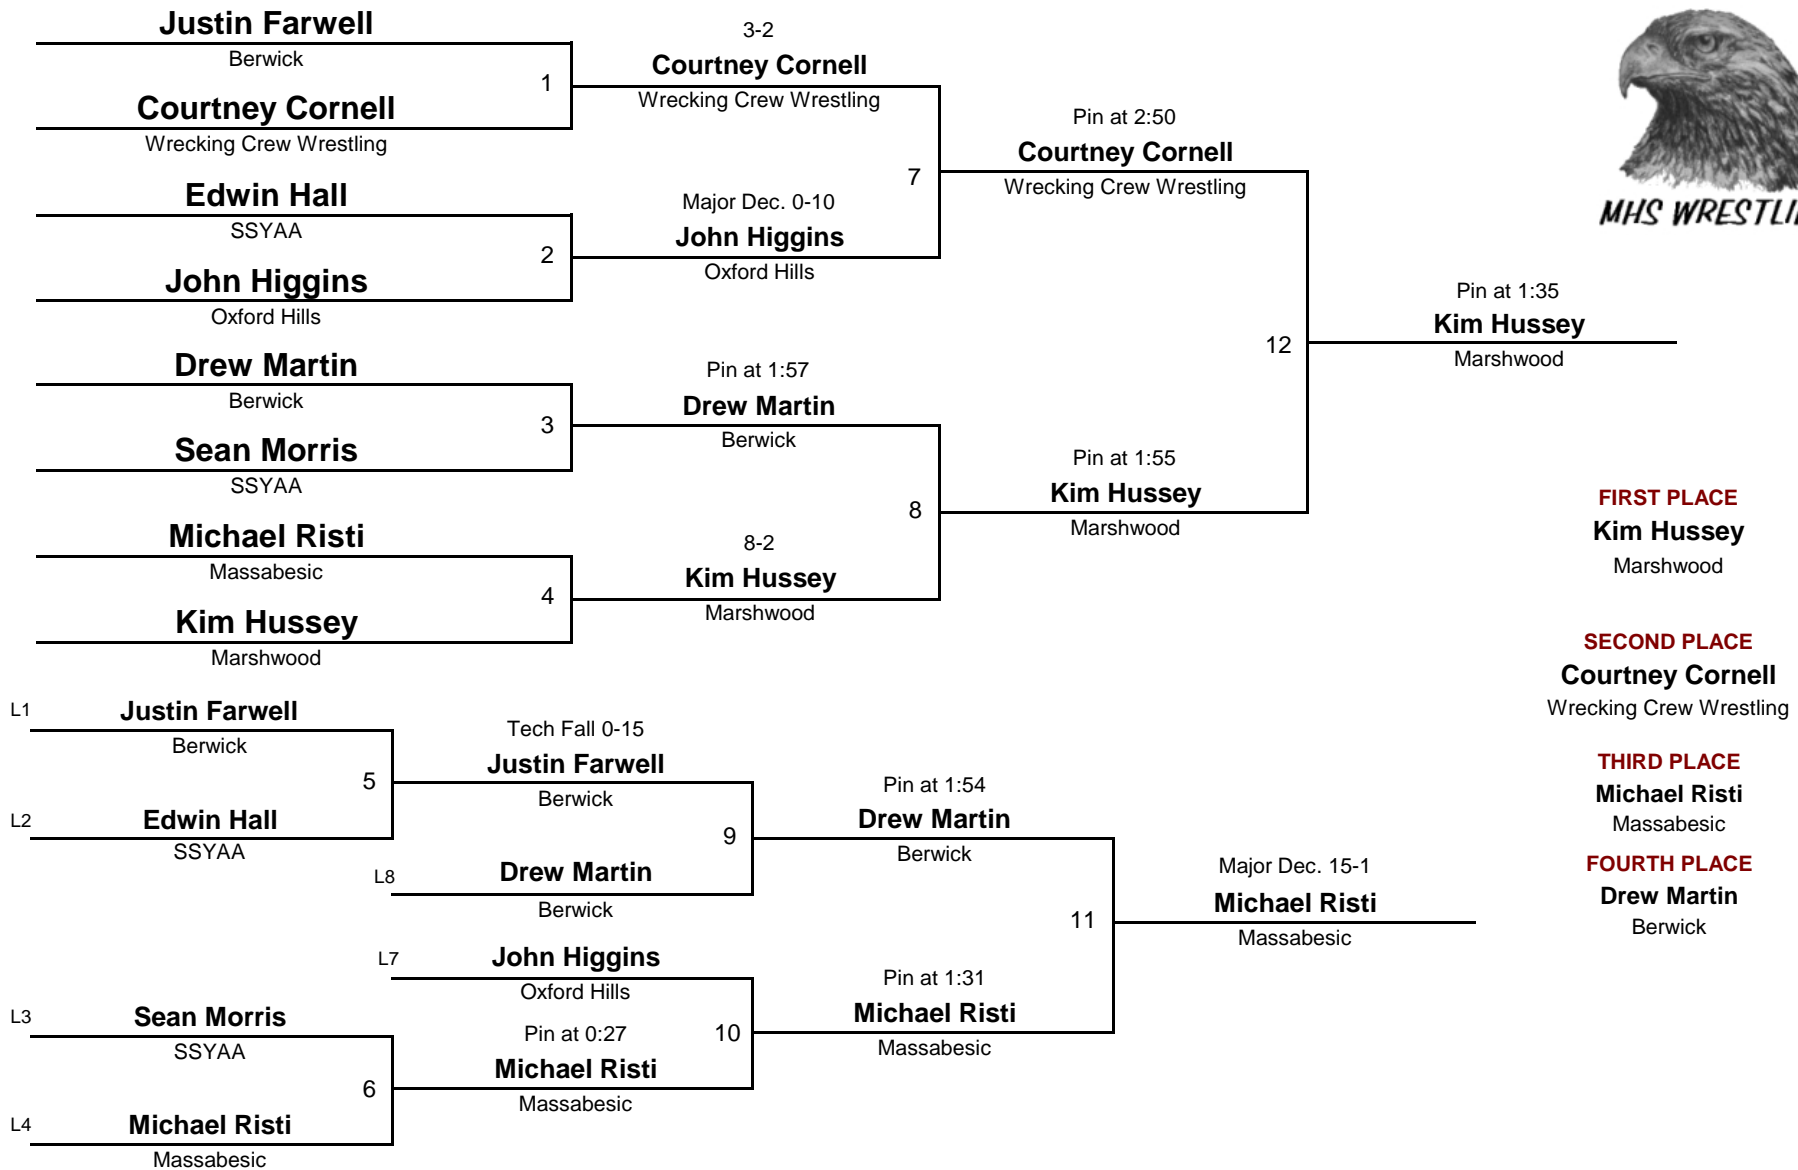 Justin Farwell
Berwick
1
Courtney Cornell
Wrecking Crew Wrestling
Edwin Hall
SSYAA
2
John Higgins
Oxford Hills
Drew Martin
Berwick
3
Sean Morris
SSYAA
Michael Risti
Massabesic
4
Kim Hussey
Marshwood
3-2
Courtney Cornell
Wrecking Crew Wrestling
7
Major Dec. 0-10
John Higgins
Oxford Hills
Pin at 1:57
Drew Martin
Berwick
8
8-2
Kim Hussey
Marshwood
Pin at 2:50
Courtney Cornell
Wrecking Crew Wrestling
12
Pin at 1:55
Kim Hussey
Marshwood
Pin at 1:35
Kim Hussey
Marshwood
MHS WRESTLI
FIRST PLACE
Kim Hussey
Marshwood
SECOND PLACE
Courtney Cornell
Wrecking Crew Wrestling
THIRD PLACE
Michael Risti
Massabesic
FOURTH PLACE
Drew Martin
Berwick
L1
Justin Farwell
Berwick
5
L2
Edwin Hall
SSYAA
L3
Sean Morris
SSYAA
6
L4
Michael Risti
Massabesic
Tech Fall 0-15
Justin Farwell
Berwick
9
L8
Drew Martin
Berwick
L7
John Higgins
Oxford Hills
10
Pin at 0:27
Michael Risti
Massabesic
Pin at 1:54
Drew Martin
Berwick
11
Pin at 1:31
Michael Risti
Massabesic
Major Dec. 15-1
Michael Risti
Massabesic